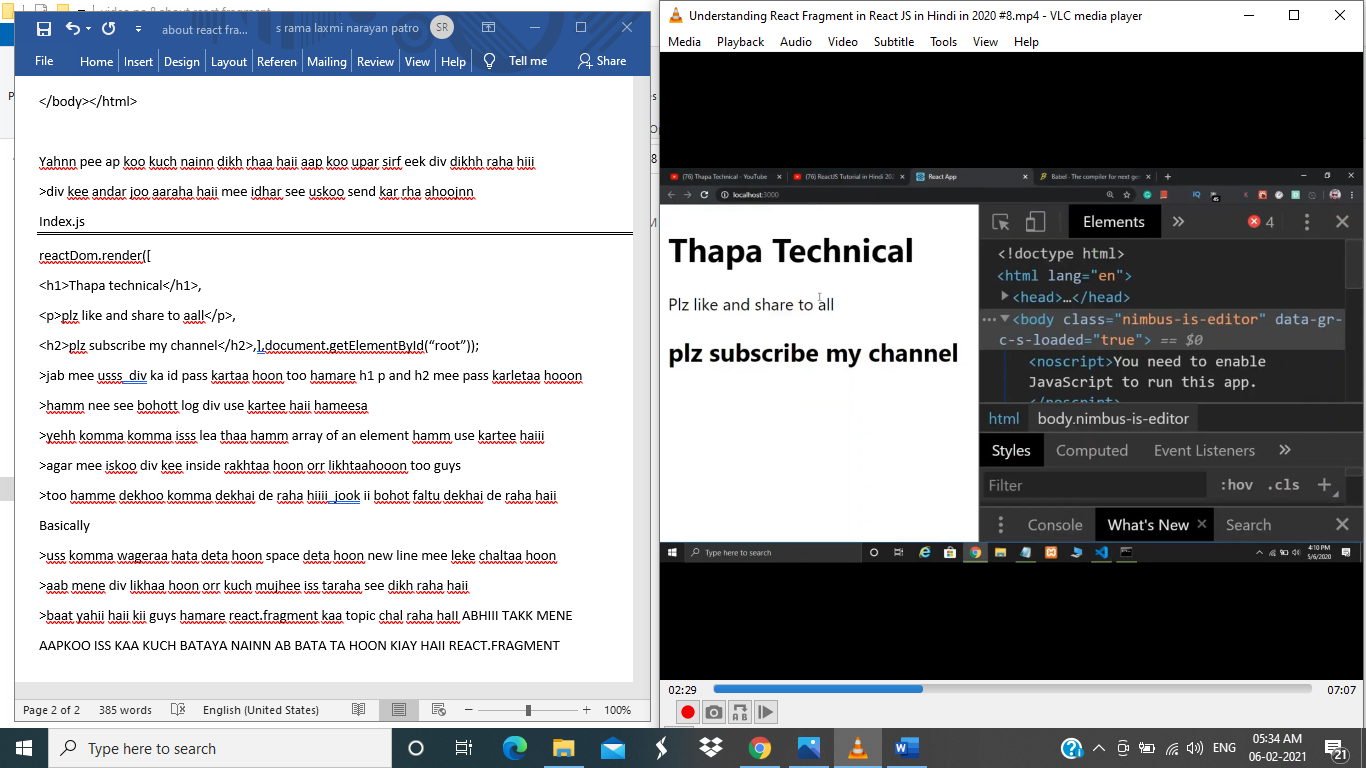 about react fra...
s rama laxmi narayan patro
SR
File Home Insert Design Layout Referen Mailing Review View Help Tell me Share
</body></html>
Yahnn pee ap koo kuch nainn dikh rhaa haii aap koo upar sirf eek div dikhh raha hiii
>div kee andar joo aaraha haii mee idhar see uskoo send kar rha ahoojnn
Index.js
reactDom.render([
<h1>Thapa technical</h1>,
<p>plz like and share to aall</p>,
<h2>plz subscribe my channel</h2>,],document.getElementById(“root”));
>jab mee usss_div ka id pass kartaa hoon too hamare h1 p and h2 mee pass karletaa hooon
>hamm nee see bohott log div use kartee haii hameesa
>yehh komma komma isss lea thaa hamm array of an element hamm use kartee haiii
>agar mee iskoo div kee inside rakhtaa hoon orr likhtaahooon too guys
>too hamme dekhoo komma dekhai de raha hiiii_jook ii bohot faltu dekhai de raha haii
Basically
>uss komma wageraa hata deta hoon space deta hoon new line mee leke chaltaa hoon
>aab mene div likhaa hoon orr kuch mujhee iss taraha see dikh raha haii
>baat yahii haii kii guys hamare react.fragment kaa topic chal raha haII ABHIII TAKK MENE
AAPKOO ISS KAA KUCH BATAYA NAINN AB BATA TA HOON KIAY HAII REACT.FRAGMENT
Page 2 of 2 385 words English (United States) 100%
Understanding React Fragment in React JS in Hindi in 2020 #8.mp4 - VLC media player
Media Playback Audio Video Subtitle Tools View Help
(76) Thapa Technical - YouTube (76) ReactJS Tutorial in Hindi 202 React App Babel - The compiler for next ge
localhost:3000
Thapa Technical
Plz like and share to all
plz subscribe my channel
Elements » 4
<!doctype html>
<html lang="en">
<head>…</head>
<body class="nimbus-is-editor" data-gr-
c-s-loaded="true"> == $0
<noscript>You need to enable
JavaScript to run this app.
</noscript>
html body.nimbus-is-editor
Styles Computed Event Listeners »
Filter :hov .cls +
Console What's New × Search
Type here to search
4:10 PM
5/6/2020
02:29 07:07
Type here to search
ENG
05:34 AM
06-02-2021
21